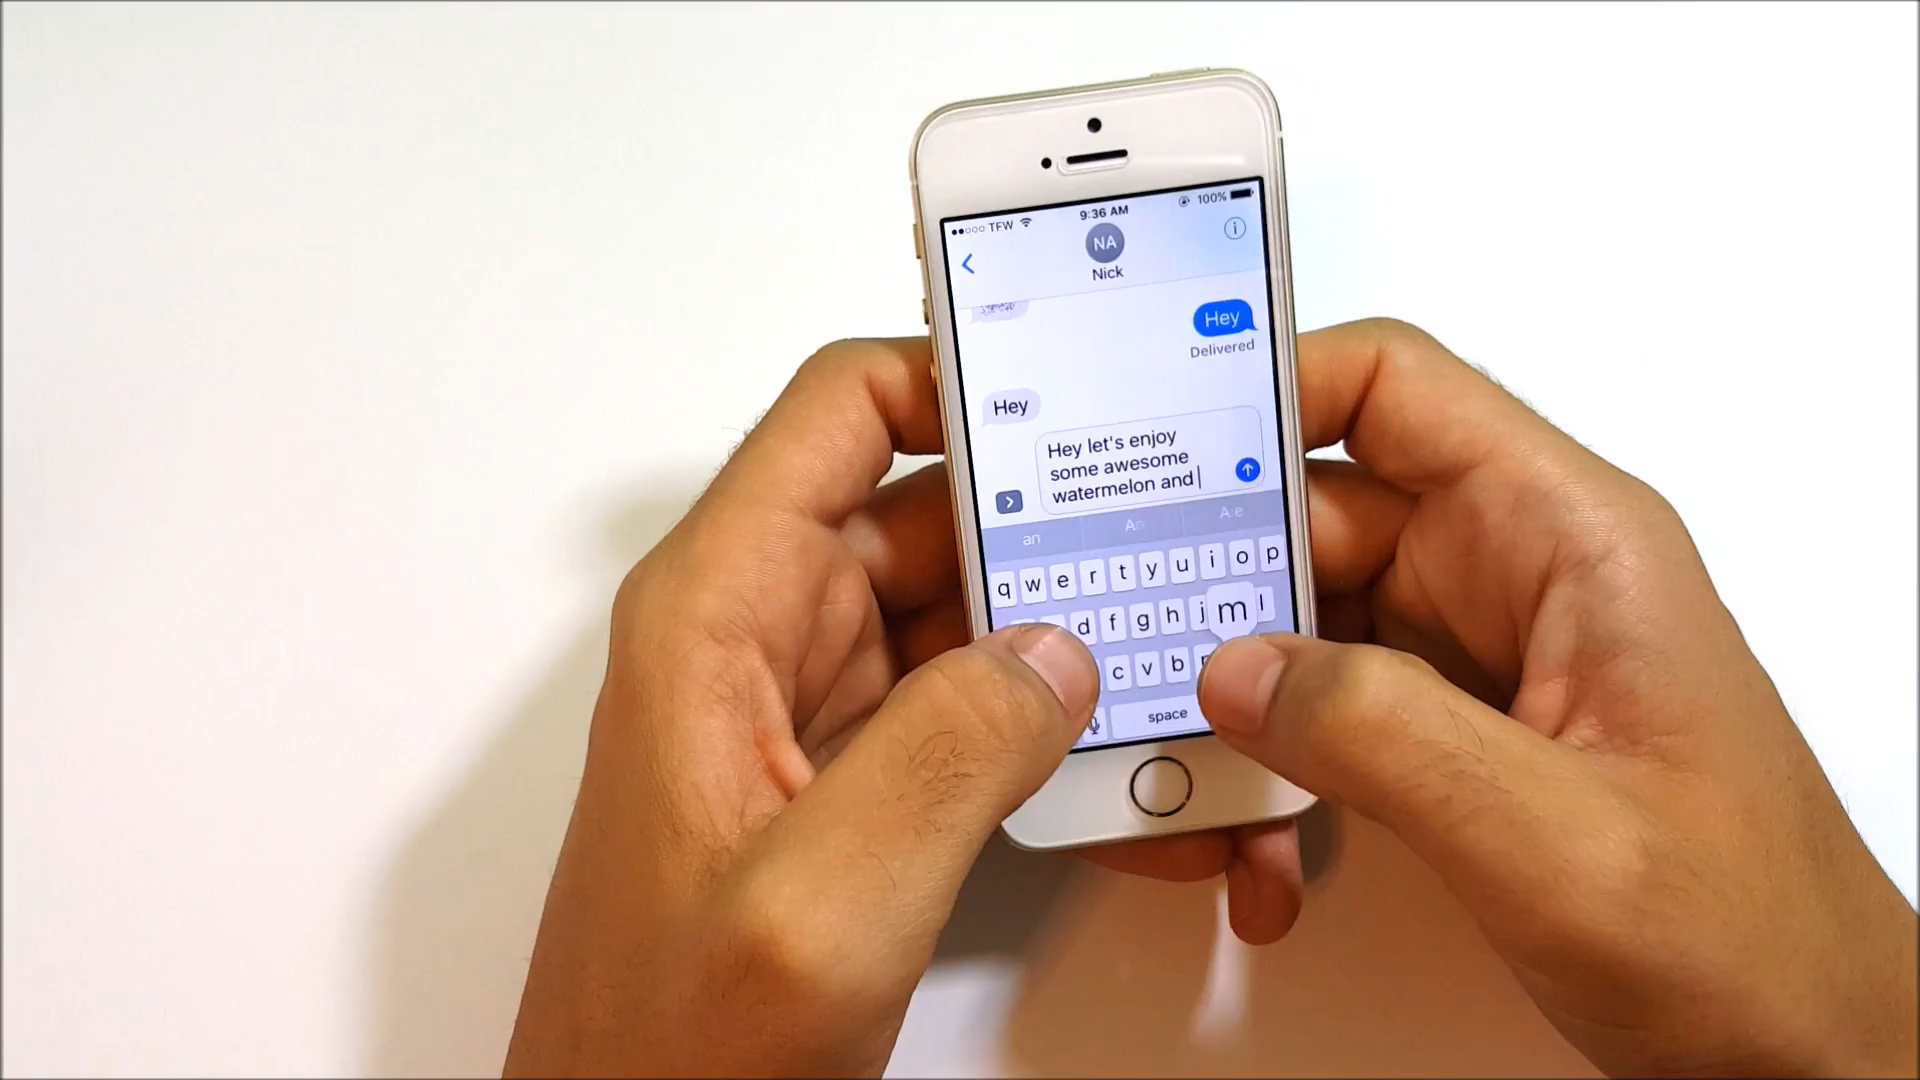 TFW 9:36 AM 100%
NA
Nick
Hey
Delivered
Hey
Hey let's enjoy
some awesome
watermelon and
an
q w e r t y u i o p
d f g h j m l
c v b
space